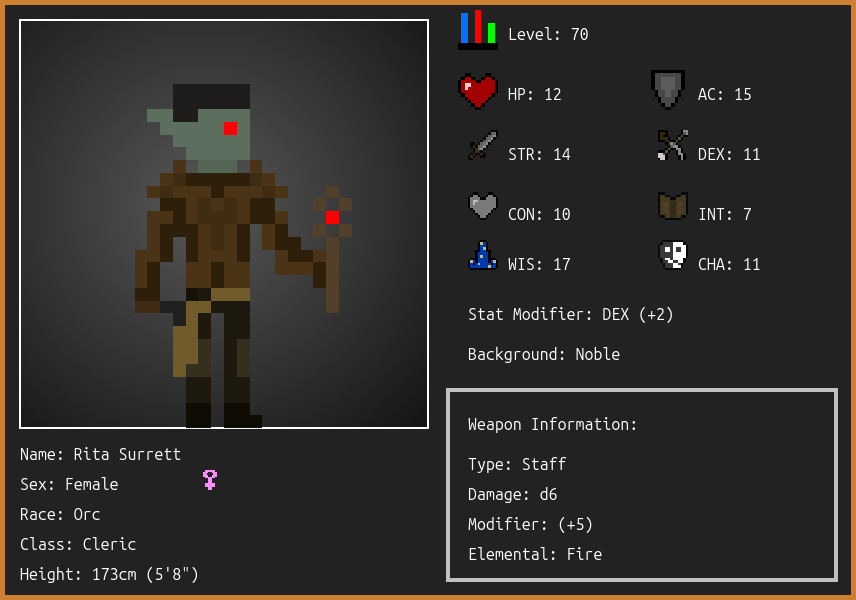 Level: 70
HP: 12
AC: 15
STR: 14
DEX: 11
CON: 10
INT: 7
WIS: 17
CHA: 11
Stat Modifier: DEX (+2)
Background: Noble
Weapon Information:
Type: Staff
Damage: d6
Modifier: (+5)
Elemental: Fire
Name: Rita Surrett
Sex: Female
Race: Orc
Class: Cleric
Height: 173cm (5'8")